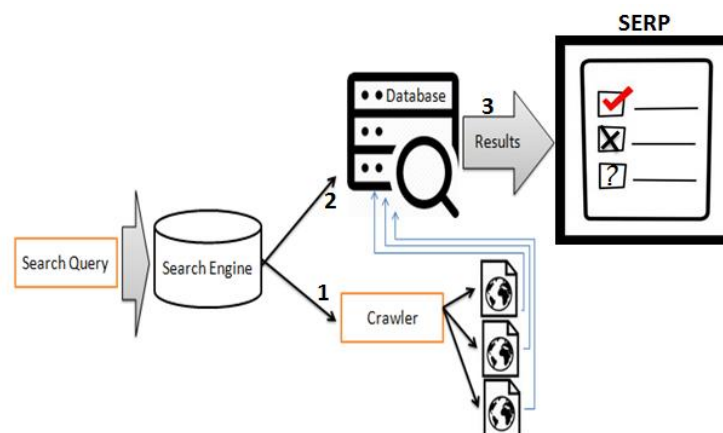 SERP
Database
3
Results
2
Search Query
Search Engine
1
Crawler
?